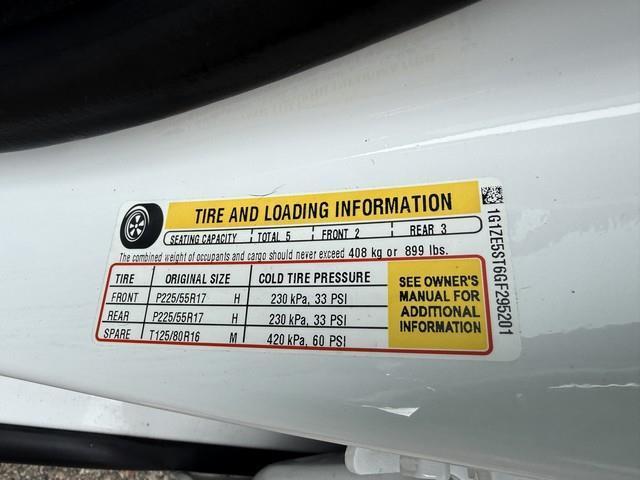 TIRE AND LOADING INFORMATION
SEATING CAPACITY TOTAL 5 FRONT 2 REAR 3
The combined weight of occupants and cargo should never exceed 408 kg or 899 lbs.
TIRE ORIGINAL SIZE COLD TIRE PRESSURE
FRONT P225/55R17 H 230 kPa, 33 PSI
REAR P225/55R17 H 230 kPa, 33 PSI
SPARE T125/80R16 M 420 kPa, 60 PSI
SEE OWNER'S
MANUAL FOR
ADDITIONAL
INFORMATION
1G1ZE5ST6GF295201